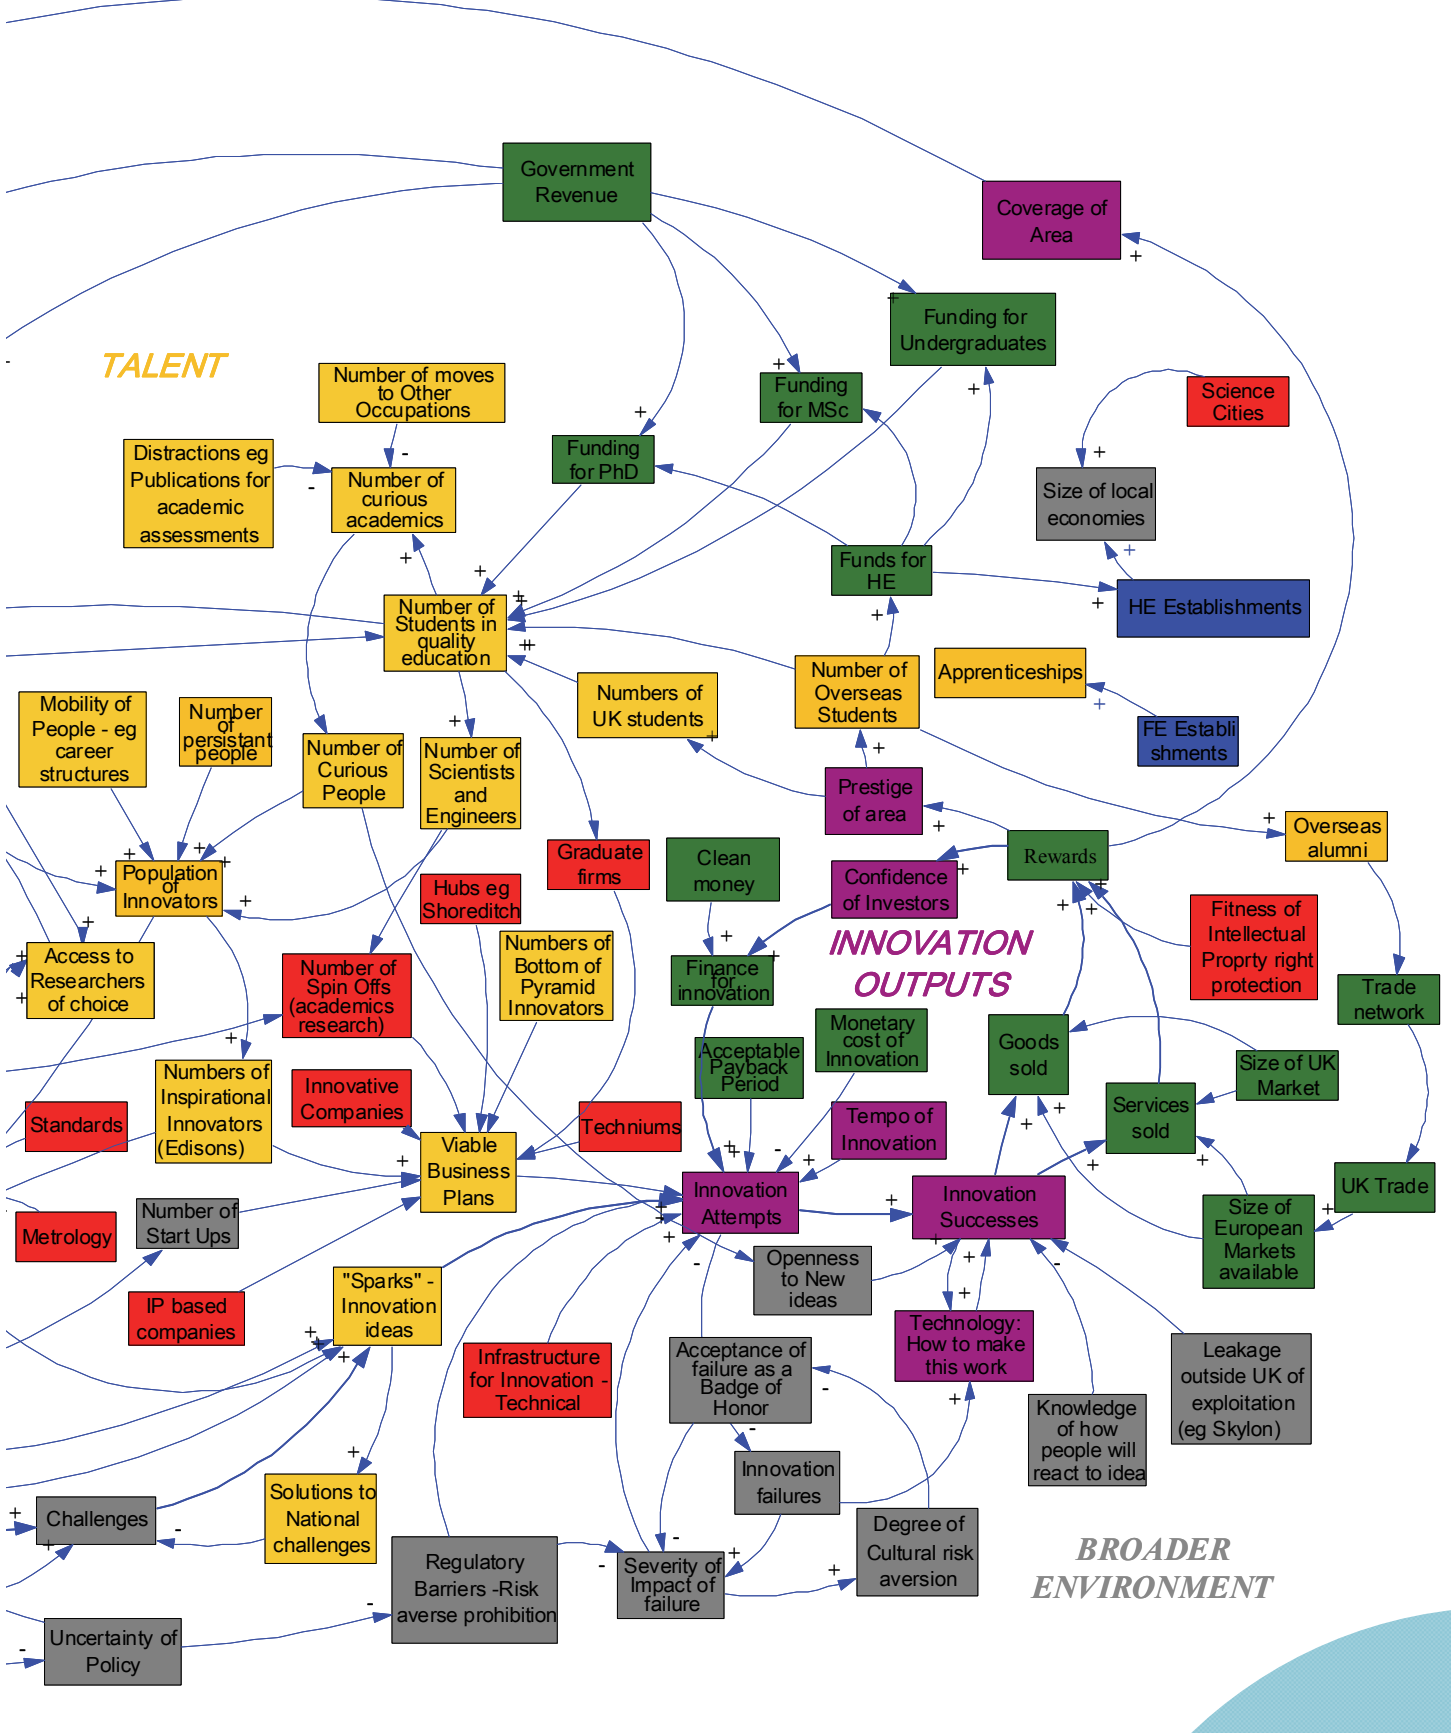 Government
Revenue
Coverage of
Area
TALENT
Number of moves
to Other
Occupations
Funding for
Undergraduates
Funding
for MSc
Science
Cities
Distractions eg
Publications for
academic
assessments
Number of
curious
academics
Funding
for PhD
Size of local
economies
Funds for
HE
HE Establishments
Number of
Students in
quality
education
Number of
Overseas
Students
Apprenticeships
Numbers of
UK students
FE Establi
shments
Mobility of
People - eg
career
structures
Number
of
persistant
people
Number of
Curious
People
Number of
Scientists
and
Engineers
Prestige
of area
Overseas
alumni
Graduate
firms
Clean
money
Rewards
Population
of
Innovators
Hubs eg
Shoreditch
Confidence
of Investors
Fitness of
Intellectual
Proprty right
protection
INNOVATION
OUTPUTS
Access to
Researchers
of choice
Number of
Spin Offs
(academics
research)
Numbers of
Bottom of
Pyramid
Innovators
Finance
for
innovation
Trade
network
Monetary
cost of
Innovation
Goods
sold
Acceptable
Payback
Period
Size of UK
Market
Numbers of
Inspirational
Innovators
(Edisons)
Innovative
Companies
Services
sold
Standards
Techniums
Tempo of
Innovation
Viable
Business
Plans
Innovation
Attempts
Innovation
Successes
UK Trade
Metrology
Number of
Start Ups
Size of
European
Markets
available
Openness
to New
ideas
IP based
companies
"Sparks" -
Innovation
ideas
Technology:
How to make
this work
Infrastructure
for Innovation -
Technical
Acceptance of
failure as a
Badge of
Honor
Leakage
outside UK of
exploitation
(eg Skylon)
Knowledge
of how
people will
react to idea
Innovation
failures
Solutions to
National
challenges
Challenges
Degree of
Cultural risk
aversion
Regulatory
Barriers -Risk
averse prohibition
Severity of
Impact of
failure
BROADER
ENVIRONMENT
Uncertainty of
Policy